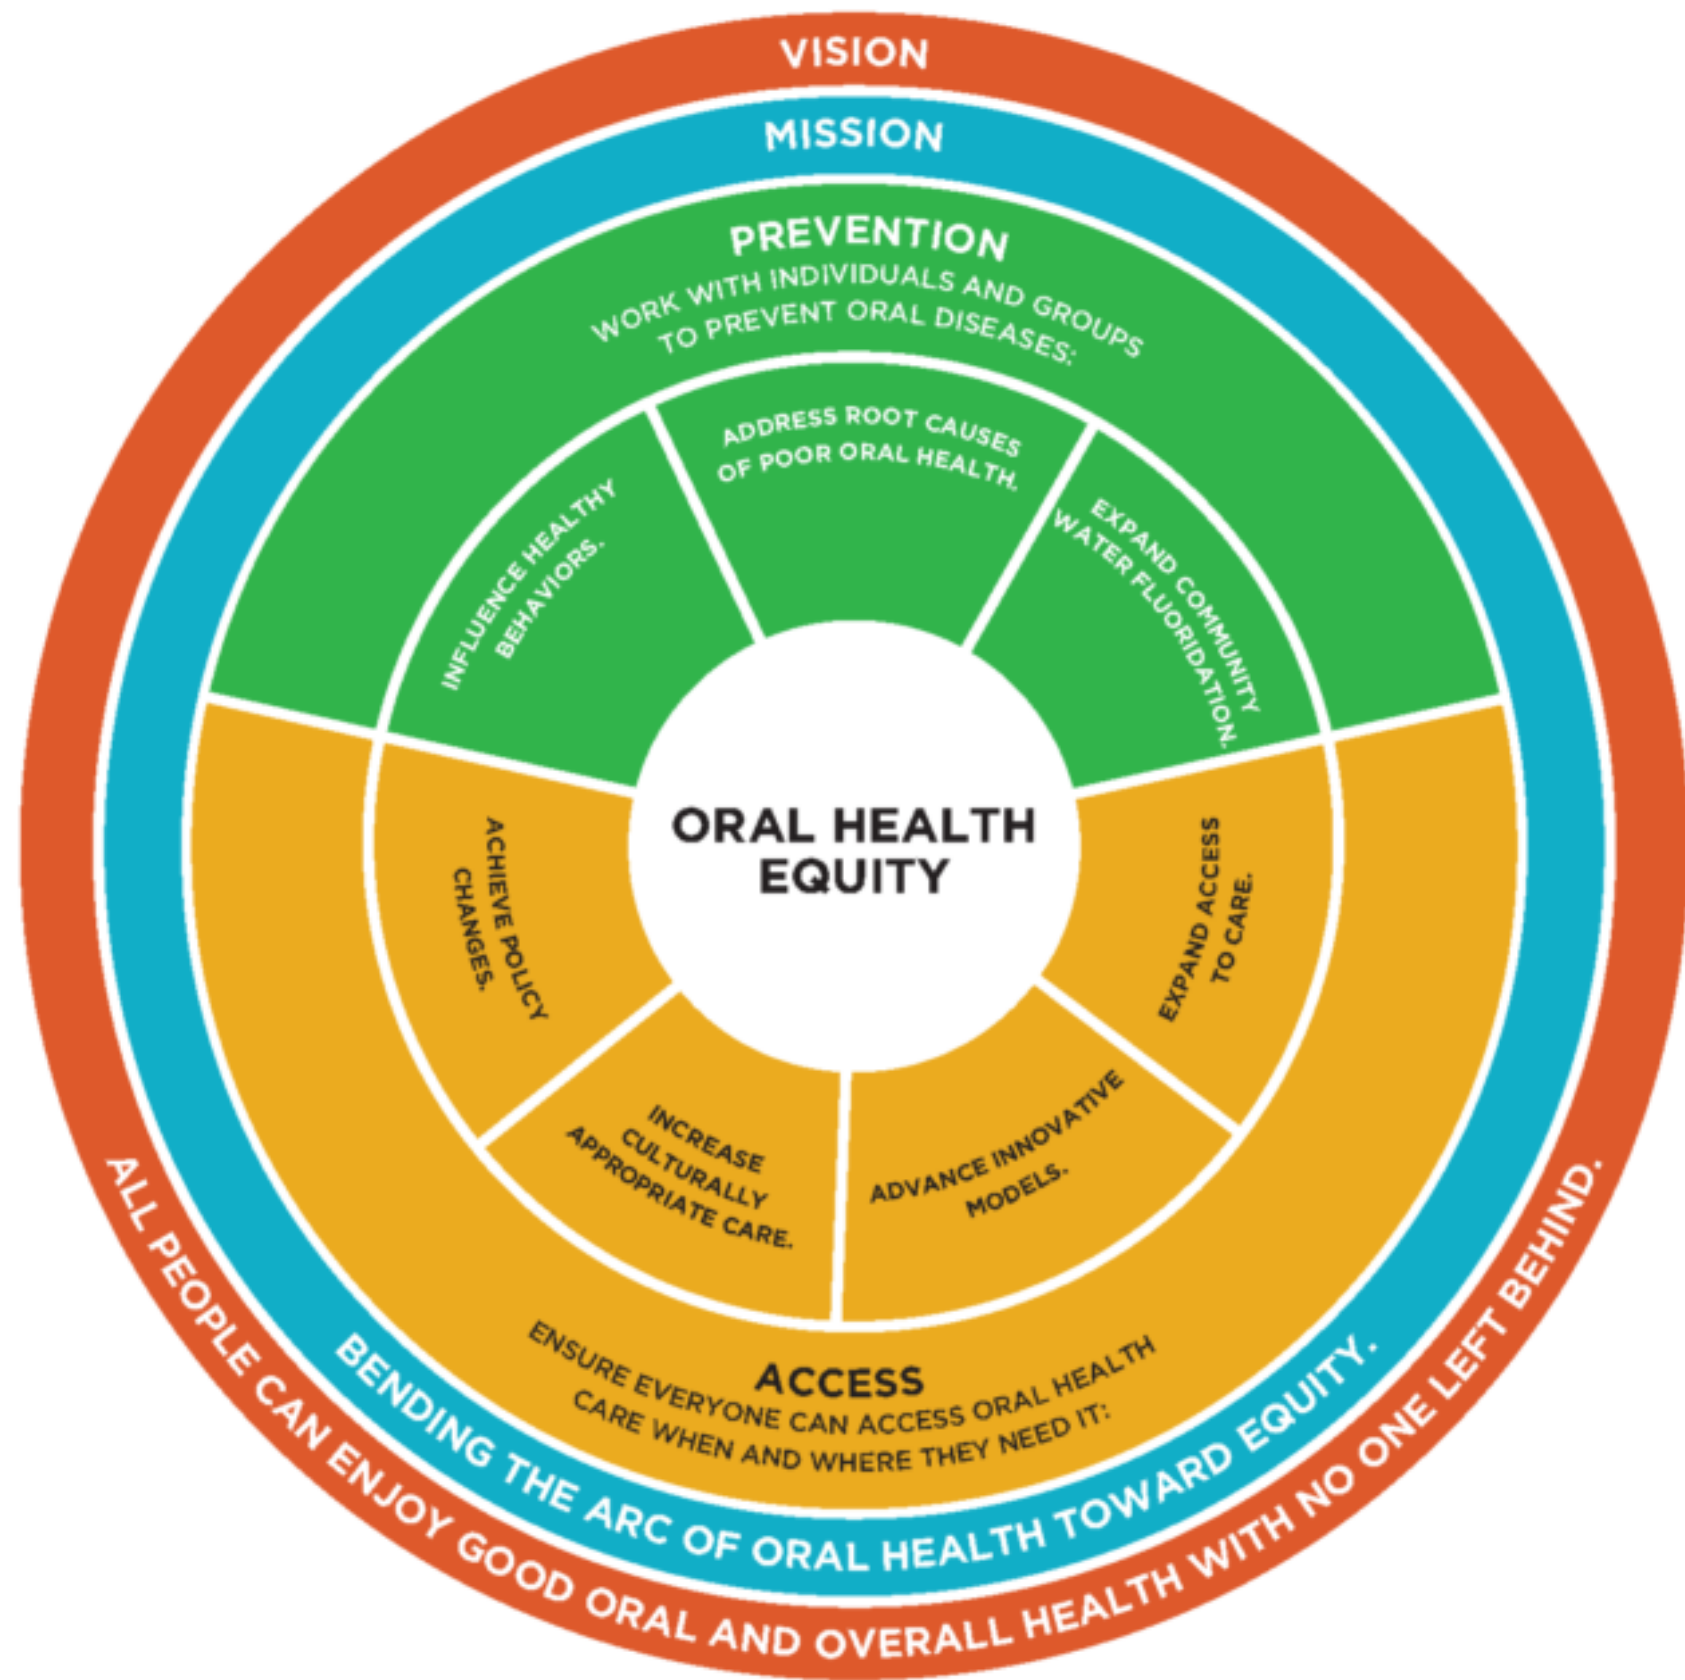 VISION
MISSION
PREVENTION
WORK WITH INDIVIDUALS AND GROUPS
TO PREVENT ORAL DISEASES:
INFLUENCE HEALTHY
BEHAVIORS.
ADDRESS ROOT CAUSES
OF POOR ORAL HEALTH.
EXPAND COMMUNITY
WATER FLUORIDATION.
ORAL HEALTH
EQUITY
ACHIEVE POLICY
CHANGES.
INCREASE
CULTURALLY
APPROPRIATE CARE.
ADVANCE INNOVATIVE
MODELS.
EXPAND ACCESS
TO CARE.
ACCESS
ENSURE EVERYONE CAN ACCESS ORAL HEALTH
CARE WHEN AND WHERE THEY NEED IT:
BENDING THE ARC OF ORAL HEALTH TOWARD EQUITY.
ALL PEOPLE CAN ENJOY GOOD ORAL AND OVERALL HEALTH WITH NO ONE LEFT BEHIND.